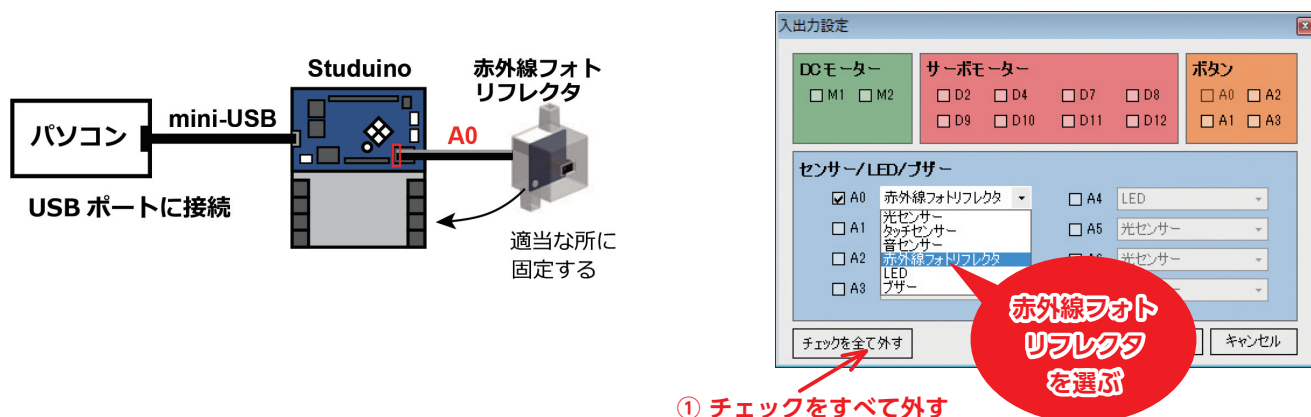 パソコン
mini-USB
USB ポートに接続
Studuino
A0
赤外線フォト
リフレクタ
適当な所に
固定する
入出力設定
DCモーター
M1 M2
サーボモーター
D2 D4 D7 D8
D9 D10 D11 D12
ボタン
A0 A2
A1 A3
センサー/LED/ブザー
A0 赤外線フォトリフレクタ
A1
A2
A3
光センサー
タッチセンサー
音センサー
赤外線フォトリフレクタ
LED
ブザー
A4 LED
A5 光センサー
光センサー
赤外線フォト
リフレクタ
を選ぶ
チェックを全て外す
キャンセル
① チェックをすべて外す